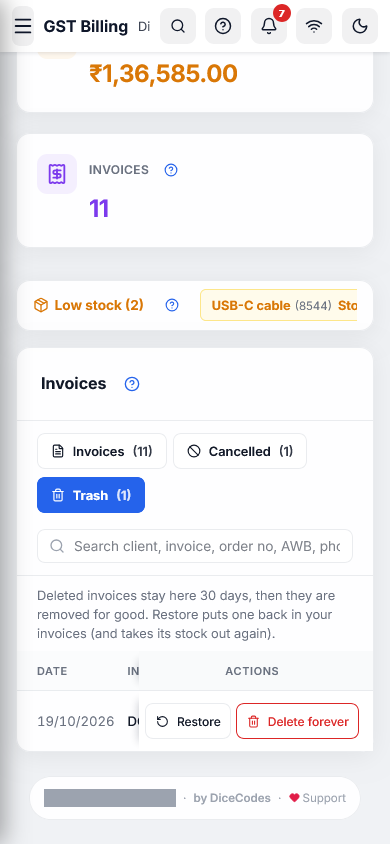 GST Billing Di 7
₹1,36,585.00
INVOICES
11
Low stock (2) USB-C cable (8544) Sto
Invoices
Invoices (11) Cancelled (1)
Trash (1)
Search client, invoice, order no, AWB, pho
Deleted invoices stay here 30 days, then they are
removed for good. Restore puts one back in your
invoices (and takes its stock out again).
DATE IN ACTIONS
19/10/2026 Restore Delete forever
· by DiceCodes · Support